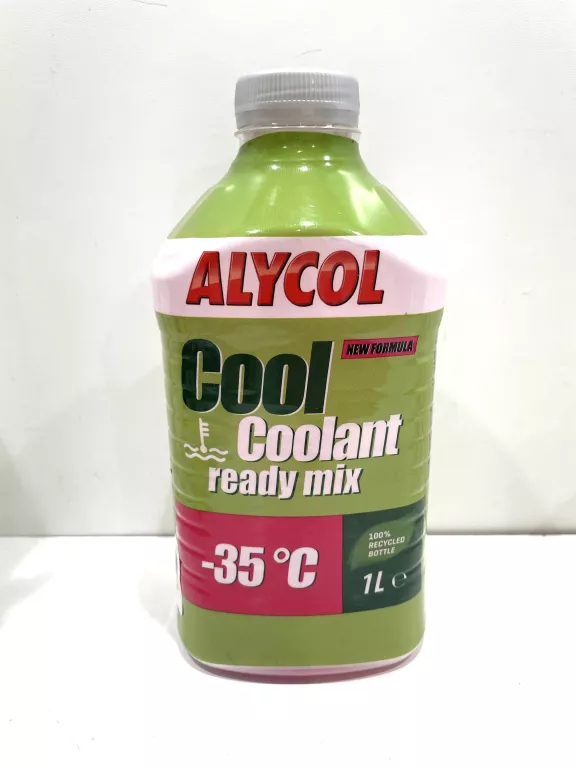 ALYCOL
NEW FORMULA
Cool
Coolant
ready mix
-35 °C
100%
RECYCLED
BOTTLE
1L ℮